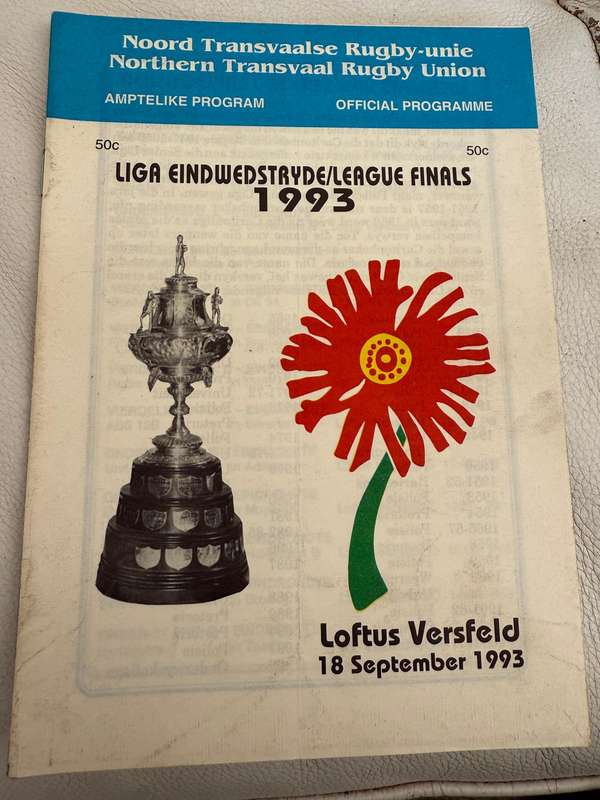 Noord Transvaalse Rugby-unie
Northern Transvaal Rugby Union
AMPTELIKE PROGRAM OFFICIAL PROGRAMME
50c 50c
LIGA EINDWEDSTRYDE/LEAGUE FINALS
1993
Loftus Versfeld
18 September 1993